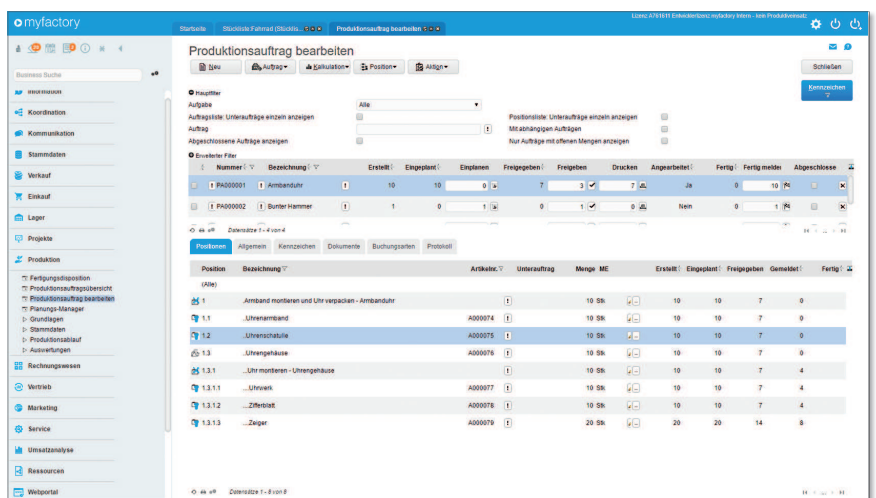 myfactory
Lizenz A761611 Entwicklerlizenz myfactory Intern - kein Produktiveinsatz
Startseite
Stückliste Fahrrad (Stücklis...
Produktionsauftrag bearbeiten
Produktionsauftrag bearbeiten
Neu Auftrag Kalkulation Position Aktion Schließen
Business Suche
Kennzeichen
Hauptfilter
Aufgabe Alle
Auftragsliste: Unteraufträge einzeln anzeigen Positionsliste: Unteraufträge einzeln anzeigen
Auftrag Mit abhängigen Aufträgen
Abgeschlossene Aufträge anzeigen Nur Aufträge mit offenen Mengen anzeigen
Erweiterter Filter
Nummer Bezeichnung Erstellt Eingeplant Einplanen Freigegeben Freigeben Drucken Angearbeitet Fertig Fertig melden Abgeschlosse
PA000001 Armbanduhr 10 10 0 7 3 7 Ja 0 10
PA000002 Bunter Hammer 1 0 1 0 1 0 Nein 0 1
Datensätze 1 - 4 von 4
Positionen Allgemein Kennzeichen Dokumente Buchungsarten Protokoll
Position Bezeichnung Artikelnr. Unterauftrag Menge ME Erstellt Eingeplant Freigegeben Gemeldet Fertig
(Alle)
1 .Armband montieren und Uhr verpacken - Armbanduhr 10 Stk 10 10 7 0
1.1 ..Uhrenarmband A000074 10 Stk 10 10 7 0
1.2 ..Uhrenschatulle A000075 10 Stk 10 10 7 0
1.3 ..Uhrengehäuse A000076 10 Stk 10 10 7 0
1.3.1 ...Uhr montieren - Uhrengehäuse 10 Stk 10 10 7 4
1.3.1.1 ....Uhrwerk A000077 10 Stk 10 10 7 4
1.3.1.2 ....Zifferblatt A000078 10 Stk 10 10 7 4
1.3.1.3 ....Zeiger A000079 20 Stk 20 20 14 8
Datensätze 1 - 8 von 8
Information
Koordination
Kommunikation
Stammdaten
Verkauf
Einkauf
Lager
Projekte
Produktion
Fertigungsdisposition
Produktionsauftragsübersicht
Produktionsauftrag bearbeiten
Planungs-Manager
Grundlagen
Stammdaten
Produktionsablauf
Auswertungen
Rechnungswesen
Vertrieb
Marketing
Service
Umsatzanalyse
Ressourcen
Webportal